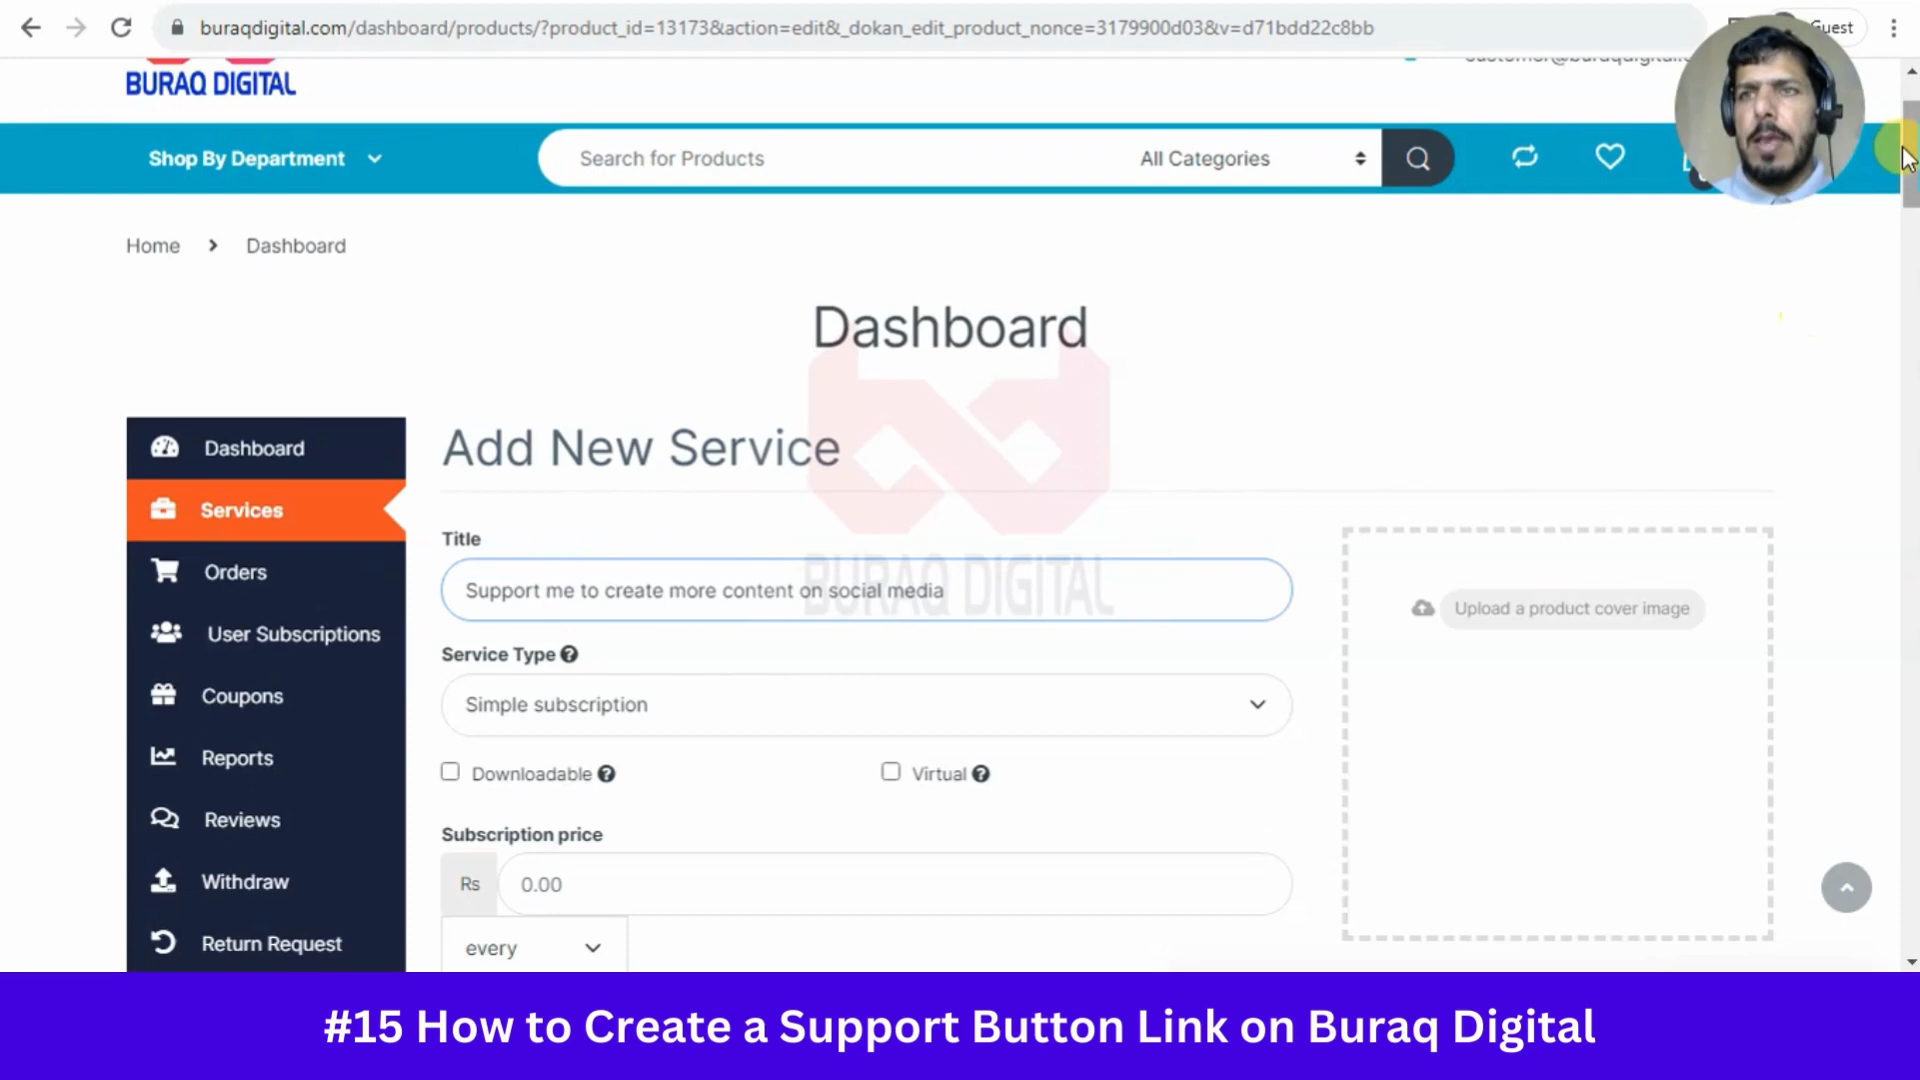 buraqdigital.com/dashboard/products/?product_id=13173&action=edit&_dokan_edit_product_nonce=3179900d03&v=d71bdd22c8bb
Guest
BURAQ DIGITAL
Shop By Department
Search for Products
All Categories
Home
Dashboard
Dashboard
Dashboard
Services
Orders
User Subscriptions
Coupons
Reports
Reviews
Withdraw
Return Request
Add New Service
Title
Support me to create more content on social media
BURAQ DIGITAL
Service Type
Simple subscription
Downloadable
Virtual
Subscription price
Rs
0.00
every
Upload a product cover image
#15 How to Create a Support Button Link on Buraq Digital